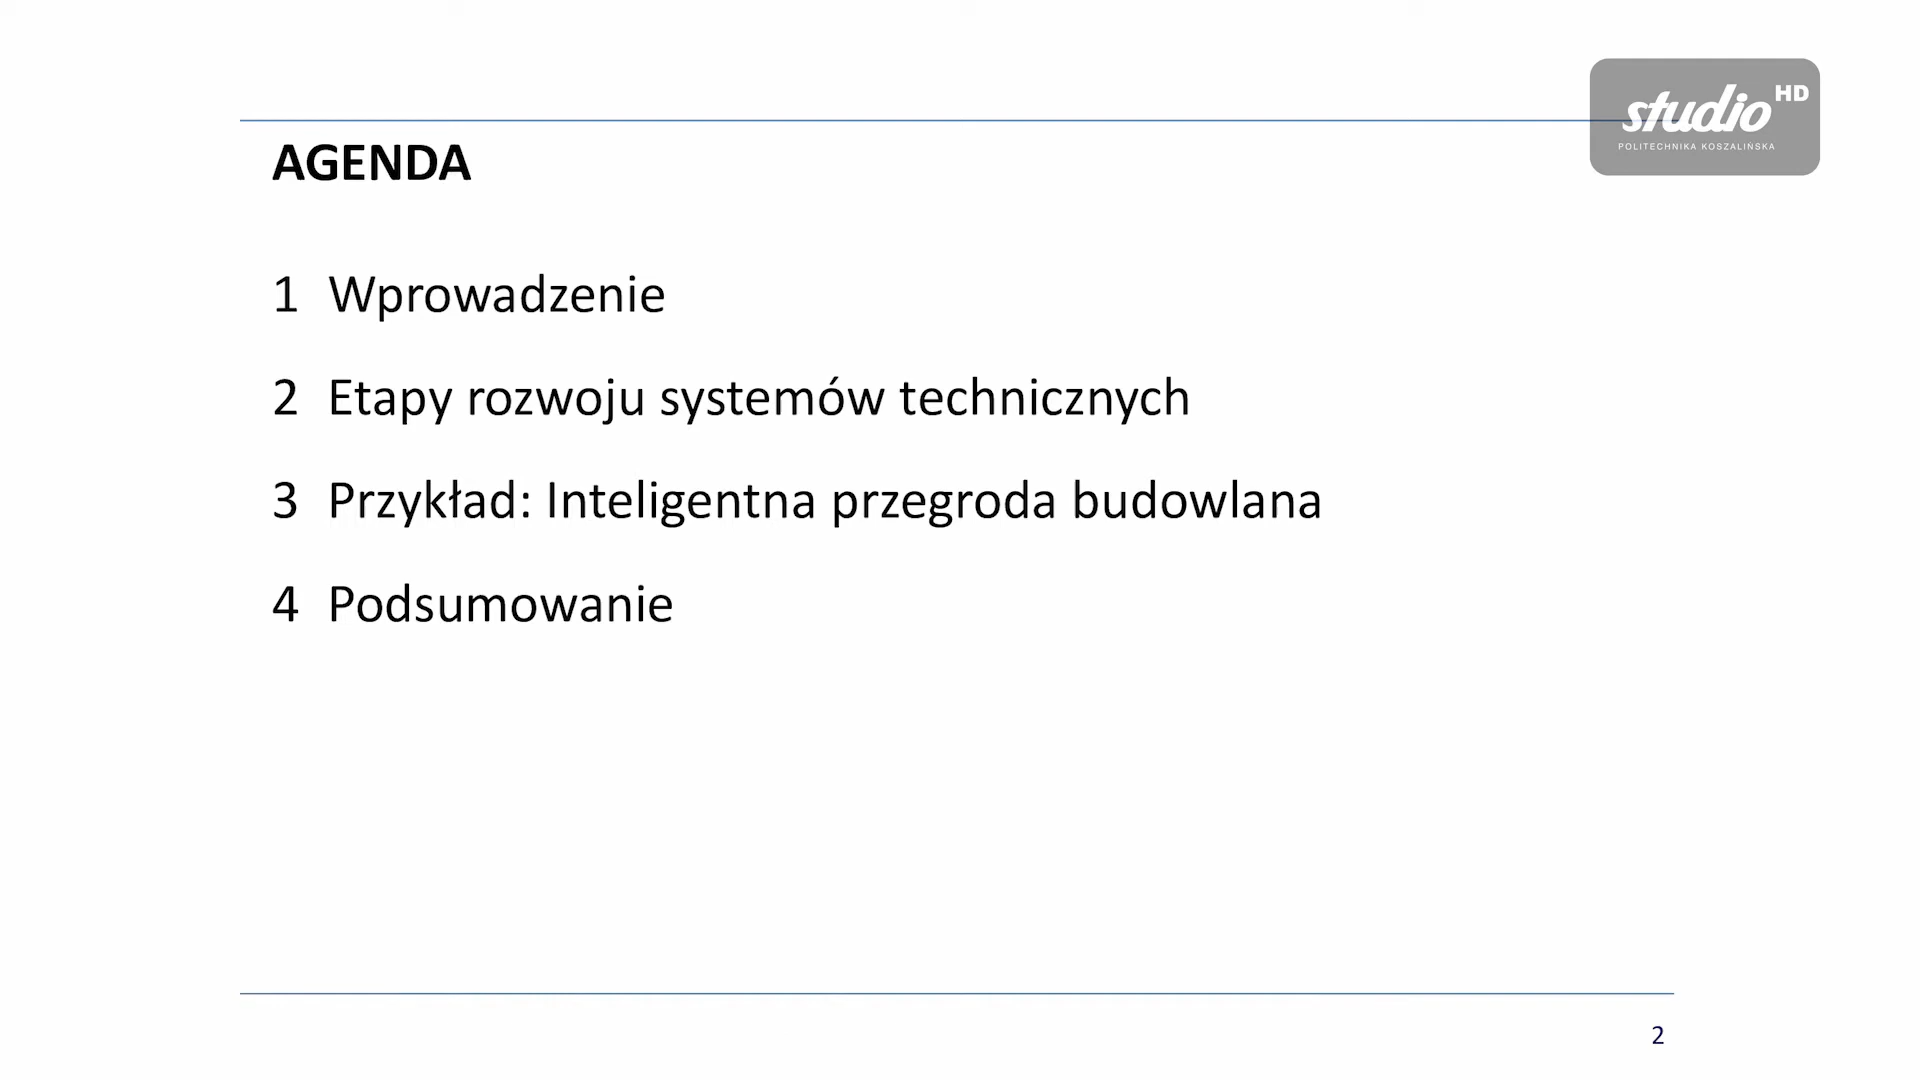 studio HD
POLITECHNIKA KOSZALIŃSKA
AGENDA
1 Wprowadzenie
2 Etapy rozwoju systemów technicznych
3 Przykład: Inteligentna przegroda budowlana
4 Podsumowanie
2